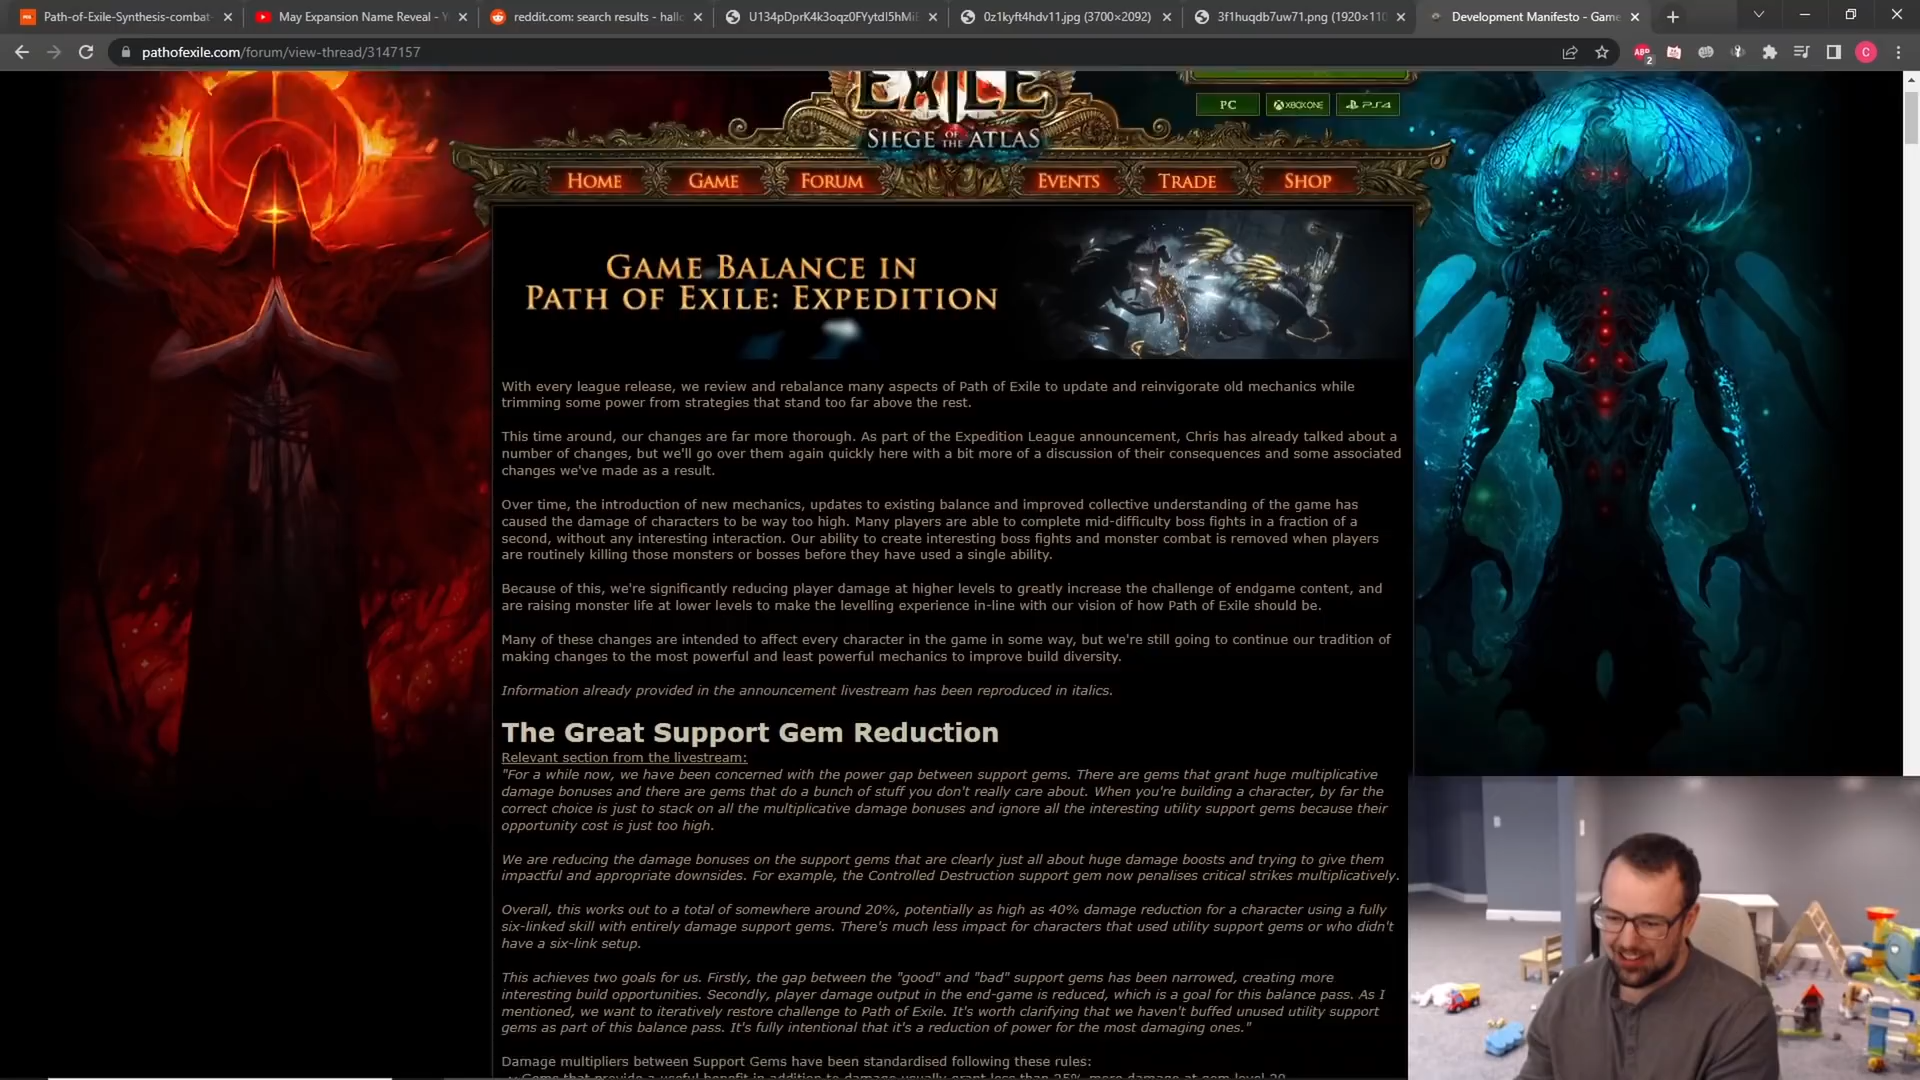 Path-of-Exile-Synthesis-combat-
May Expansion Name Reveal - Y
reddit.com: search results - hallo
U134pDprK4k3oqz0FYytdI5hMi
0z1kyft4hdv11.jpg (3700×2092)
3f1huqdb7uw71.png (1920×110
Development Manifesto - Game
pathofexile.com/forum/view-thread/3147157
ABP
2
C
EXILE
SIEGE OF THE ATLAS
PC
XBOX ONE
PS4
HOME
GAME
FORUM
EVENTS
TRADE
SHOP
GAME BALANCE IN
PATH OF EXILE: EXPEDITION
With every league release, we review and rebalance many aspects of Path of Exile to update and reinvigorate old mechanics while
trimming some power from strategies that stand too far above the rest.
This time around, our changes are far more thorough. As part of the Expedition League announcement, Chris has already talked about a
number of changes, but we'll go over them again quickly here with a bit more of a discussion of their consequences and some associated
changes we've made as a result.
Over time, the introduction of new mechanics, updates to existing balance and improved collective understanding of the game has
caused the damage of characters to be way too high. Many players are able to complete mid-difficulty boss fights in a fraction of a
second, without any interesting interaction. Our ability to create interesting boss fights and monster combat is removed when players
are routinely killing those monsters or bosses before they have used a single ability.
Because of this, we're significantly reducing player damage at higher levels to greatly increase the challenge of endgame content, and
are raising monster life at lower levels to make the levelling experience in-line with our vision of how Path of Exile should be.
Many of these changes are intended to affect every character in the game in some way, but we're still going to continue our tradition of
making changes to the most powerful and least powerful mechanics to improve build diversity.
Information already provided in the announcement livestream has been reproduced in italics.
The Great Support Gem Reduction
Relevant section from the livestream:
"For a while now, we have been concerned with the power gap between support gems. There are gems that grant huge multiplicative
damage bonuses and there are gems that do a bunch of stuff you don't really care about. When you're building a character, by far the
correct choice is just to stack on all the multiplicative damage bonuses and ignore all the interesting utility support gems because their
opportunity cost is just too high.
We are reducing the damage bonuses on the support gems that are clearly just all about huge damage boosts and trying to give them
impactful and appropriate downsides. For example, the Controlled Destruction support gem now penalises critical strikes multiplicatively.
Overall, this works out to a total of somewhere around 20%, potentially as high as 40% damage reduction for a character using a fully
six-linked skill with entirely damage support gems. There's much less impact for characters that used utility support gems or who didn't
have a six-link setup.
This achieves two goals for us. Firstly, the gap between the "good" and "bad" support gems has been narrowed, creating more
interesting build opportunities. Secondly, player damage output in the end-game is reduced, which is a goal for this balance pass. As I
mentioned, we want to iteratively restore challenge to Path of Exile. It's worth clarifying that we haven't buffed unused utility support
gems as part of this balance pass. It's fully intentional that it's a reduction of power for the most damaging ones."
Damage multipliers between Support Gems have been standardised following these rules:
Gems that provide a useful benefit in addition to damage usually grant less than 25% more damage at gem level 20